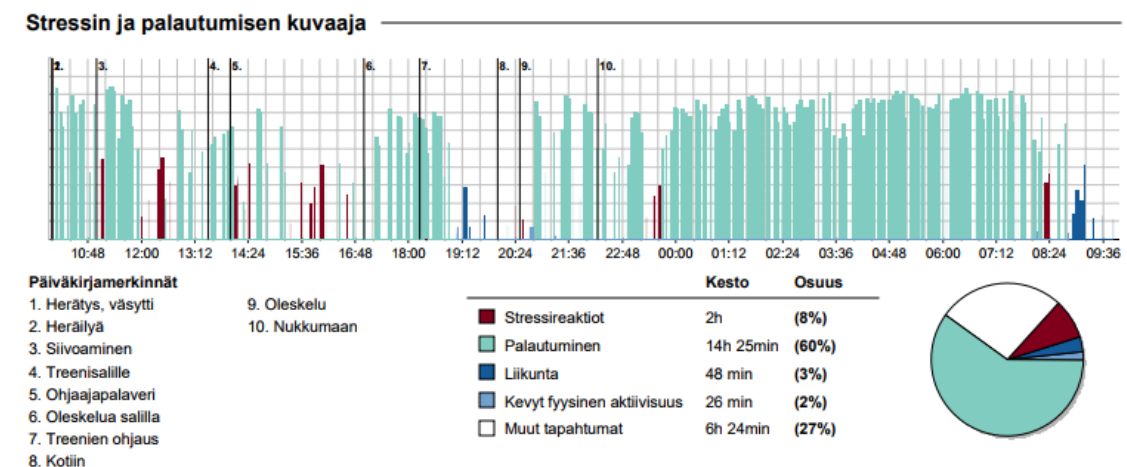 Stressin ja palautumisen kuvaaja
2. 3. 4. 5. 6. 7. 8. 9. 10.
10:48 12:00 13:12 14:24 15:36 16:48 18:00 19:12 20:24 21:36 22:48 00:00 01:12 02:24 03:36 04:48 06:00 07:12 08:24 09:36
Päiväkirjamerkinnät
1. Herätys, väsytti
2. Heräilyä
3. Siivoaminen
4. Treenisalille
5. Ohjaajapalaveri
6. Oleskelua salilla
7. Treenien ohjaus
8. Kotiin
9. Oleskelu
10. Nukkumaan
Kesto Osuus
Stressireaktiot 2h (8%)
Palautuminen 14h 25min (60%)
Liikunta 48 min (3%)
Kevyt fyysinen aktiivisuus 26 min (2%)
Muut tapahtumat 6h 24min (27%)